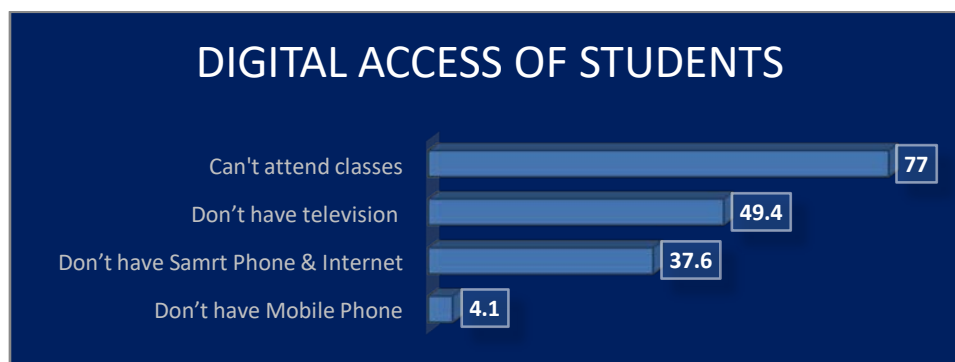 DIGITAL ACCESS OF STUDENTS
Can't attend classes 77
Don’t have television 49.4
Don’t have Samrt Phone & Internet 37.6
Don’t have Mobile Phone 4.1